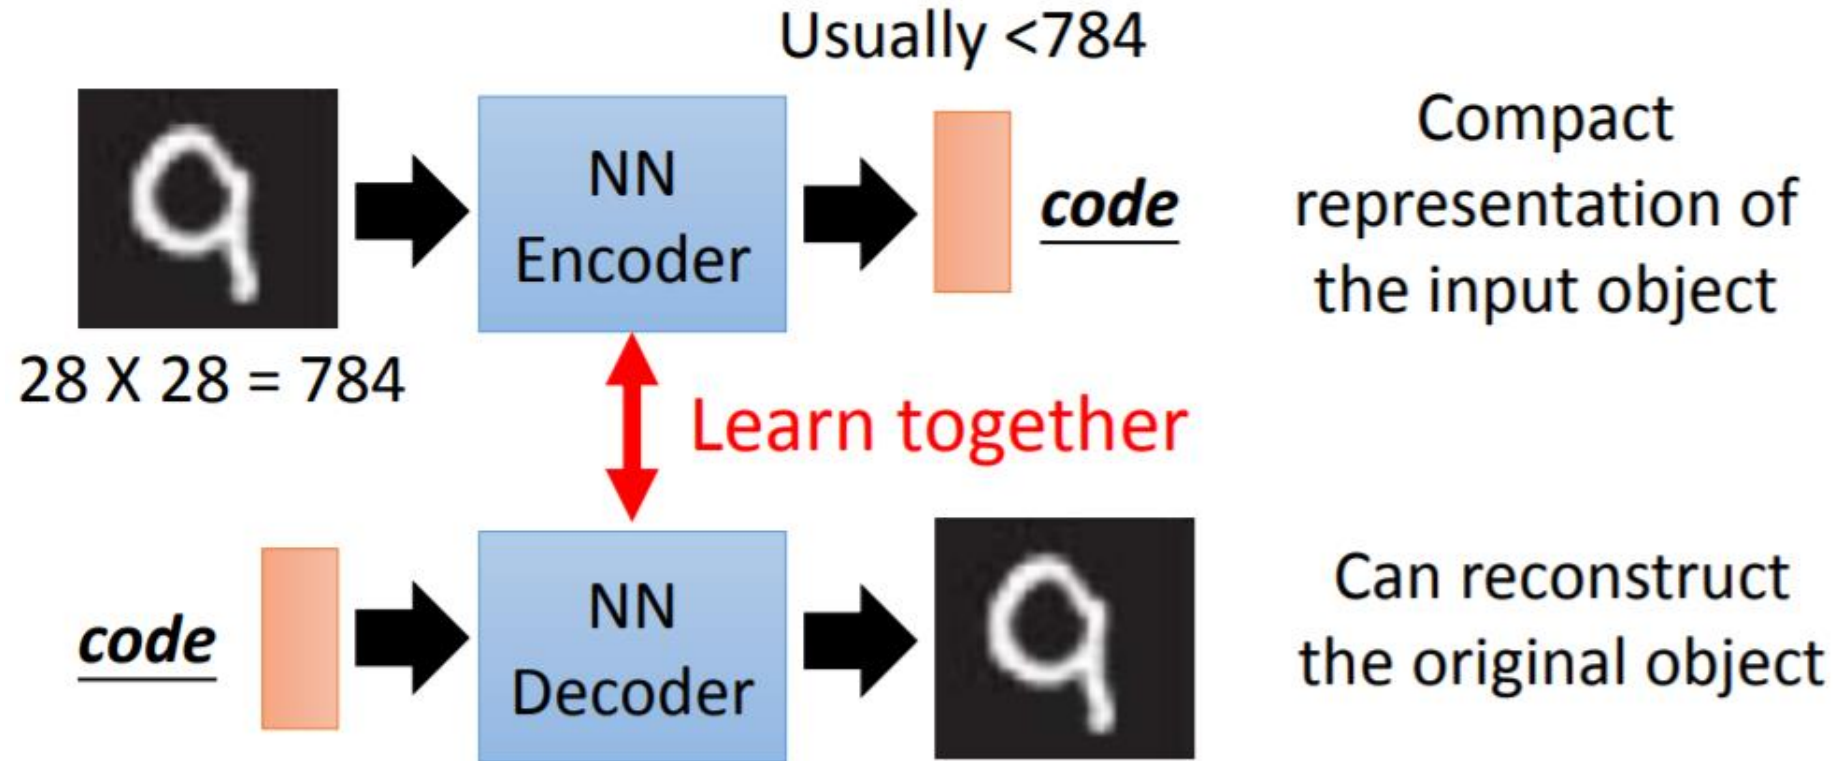 Usually <784
NN
Encoder
code
Compact
representation of
the input object
28 X 28 = 784
Learn together
code
NN
Decoder
Can reconstruct
the original object